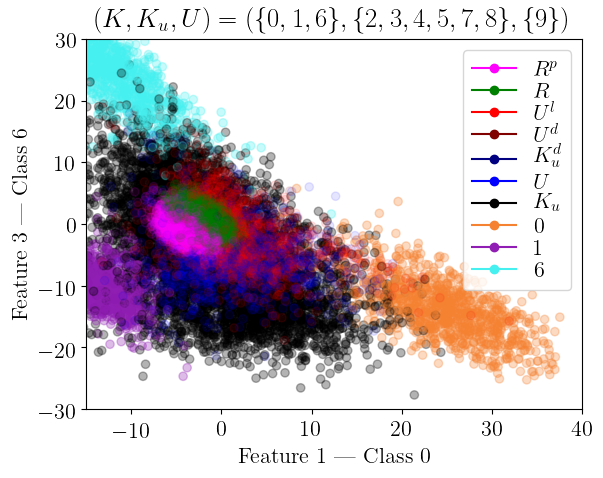 (K, K_u, U) = ({0, 1, 6}, {2, 3, 4, 5, 7, 8}, {9})
30
20
10
0
−10
−20
−30
Feature 3 — Class 6
−10
0
10
20
30
40
Feature 1 — Class 0
R^p
R
U^l
U^d
K_u^d
U
K_u
0
1
6